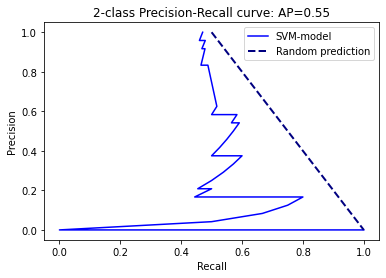 2-class Precision-Recall curve: AP=0.55
SVM-model
Random prediction
Precision
1.0
0.8
0.6
0.4
0.2
0.0
0.0 0.2 0.4 0.6 0.8 1.0
Recall